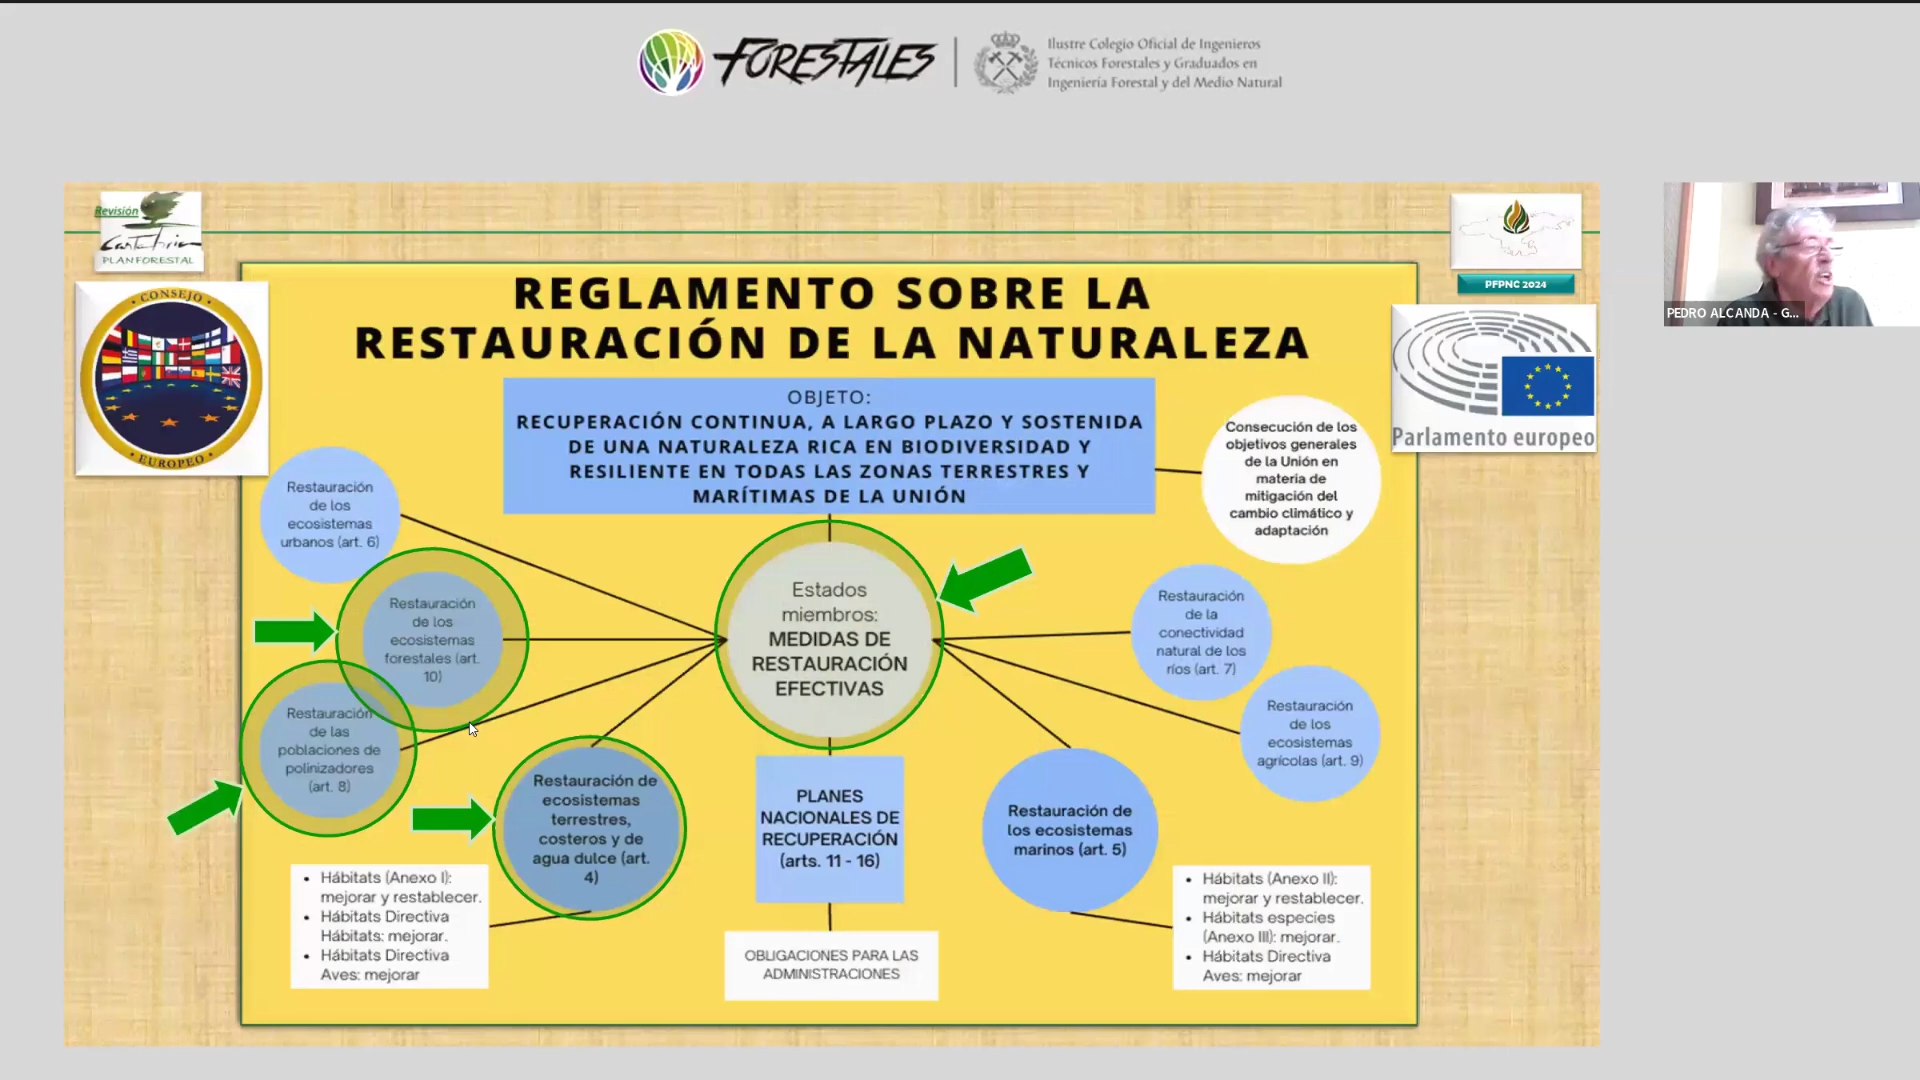 FORESTALES
Ilustre Colegio Oficial de Ingenieros
Técnicos Forestales y Graduados en
Ingeniería Forestal y del Medio Natural
Revisión
Cantabria
PLAN FORESTAL
PFPNC 2024
CONSEJO
EUROPEO
Parlamento europeo
PEDRO ALCANDA - G...
REGLAMENTO SOBRE LA
RESTAURACIÓN DE LA NATURALEZA
OBJETO:
RECUPERACIÓN CONTINUA, A LARGO PLAZO Y SOSTENIDA
DE UNA NATURALEZA RICA EN BIODIVERSIDAD Y
RESILIENTE EN TODAS LAS ZONAS TERRESTRES Y
MARÍTIMAS DE LA UNIÓN
Consecución de los
objetivos generales
de la Unión en
materia de
mitigación del
cambio climático y
adaptación
Restauración
de los
ecosistemas
urbanos (art. 6)
Restauración
de los
ecosistemas
forestales (art.
10)
Restauración
de las
poblaciones de
polinizadores
(art. 8)
Restauración de
ecosistemas
terrestres,
costeros y de
agua dulce (art.
4)
Estados
miembros:
MEDIDAS DE
RESTAURACIÓN
EFECTIVAS
Restauración
de la
conectividad
natural de los
ríos (art. 7)
Restauración
de los
ecosistemas
agrícolas (art. 9)
Restauración de
los ecosistemas
marinos (art. 5)
PLANES
NACIONALES DE
RECUPERACIÓN
(arts. 11 - 16)
OBLIGACIONES PARA LAS
ADMINISTRACIONES
• Hábitats (Anexo I):
mejorar y restablecer.
• Hábitats Directiva
Hábitats: mejorar.
• Hábitats Directiva
Aves: mejorar
• Hábitats (Anexo II):
mejorar y restablecer.
• Hábitats especies
(Anexo III): mejorar.
• Hábitats Directiva
Aves: mejorar